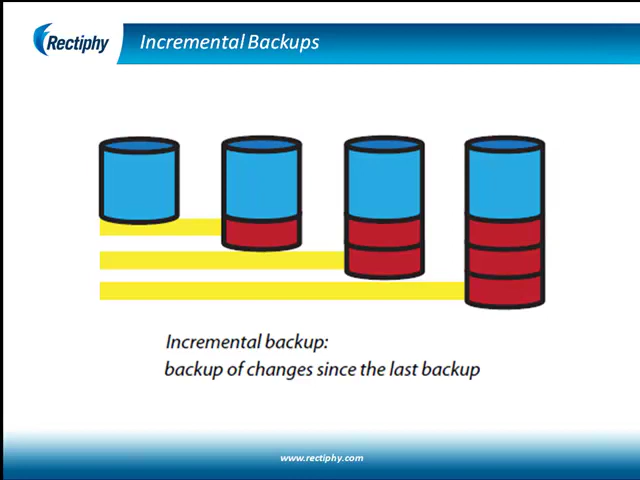 Rectiphy
Incremental Backups
Incremental backup:
backup of changes since the last backup
www.rectiphy.com